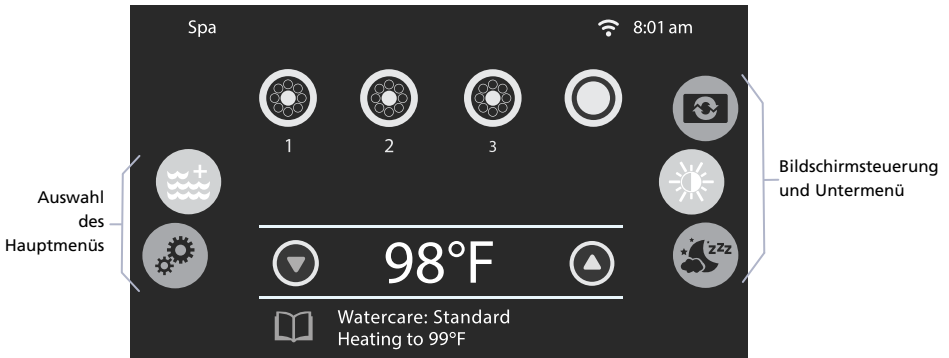 Spa
8:01 am
1 2 3
Auswahl
des
Hauptmenüs
Bildschirmsteuerung
und Untermenü
zzz
98°F
Watercare: Standard
Heating to 99°F